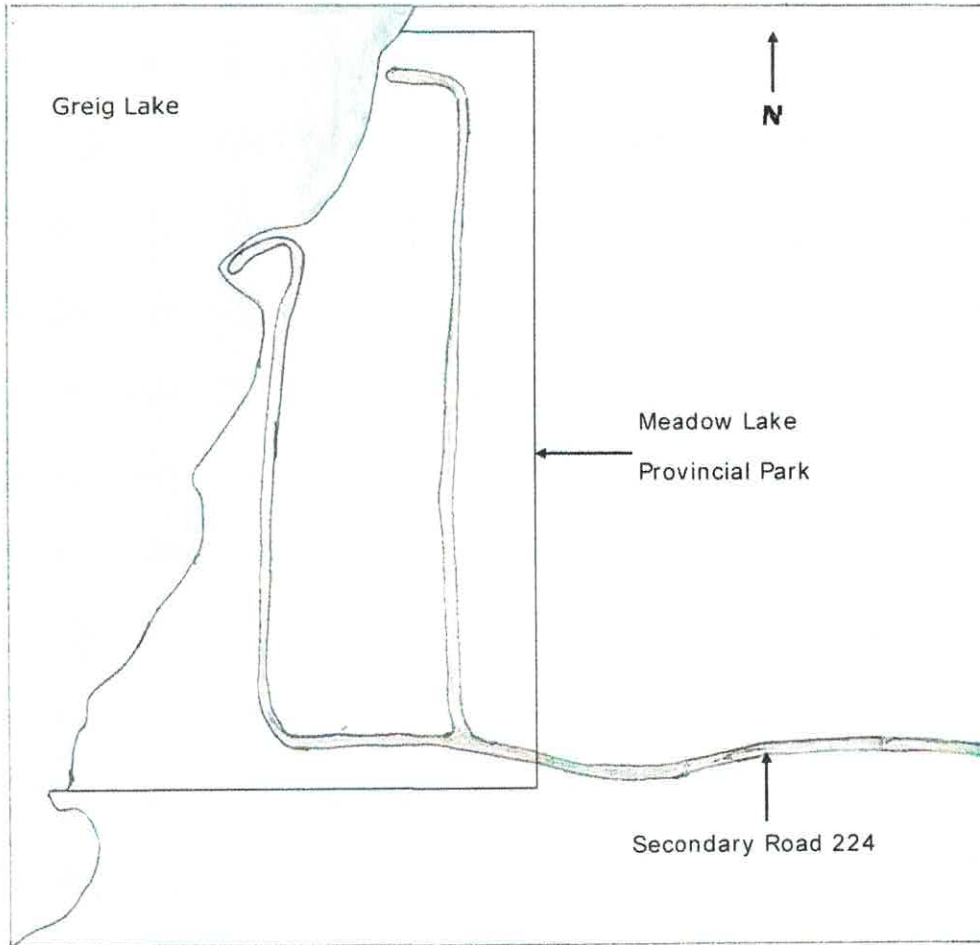 Greig Lake
N
Meadow Lake
Provincial Park
Secondary Road 224